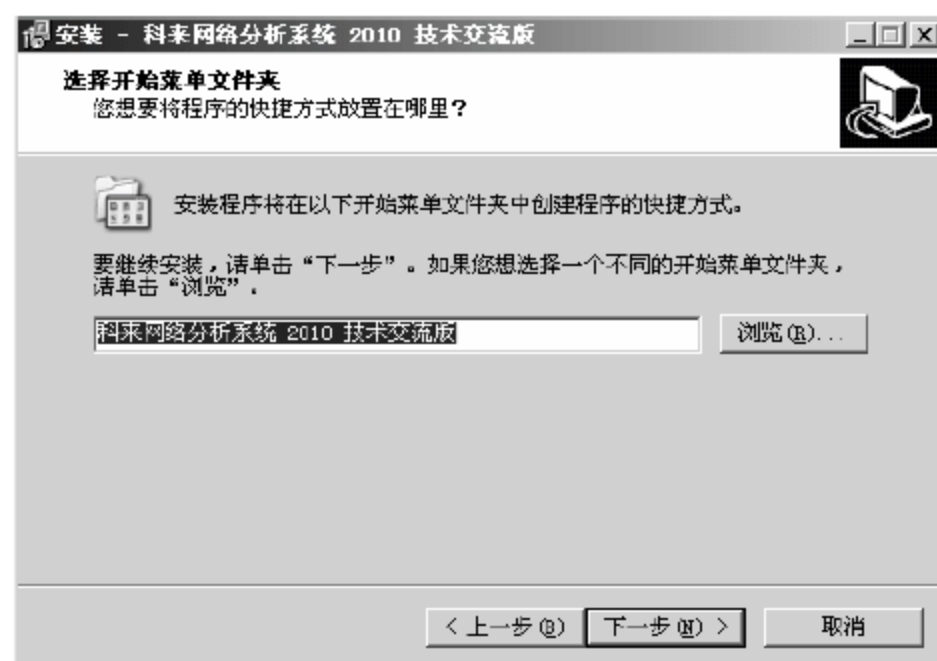 安装 - 科来网络分析系统 2010 技术交流版
选择开始菜单文件夹
您想要将程序的快捷方式放置在哪里?
安装程序将在以下开始菜单文件夹中创建程序的快捷方式。
要继续安装，请单击“下一步”。如果您想选择一个不同的开始菜单文件夹，
请单击“浏览”。
科来网络分析系统 2010 技术交流版
浏览(R)...
< 上一步(B)
下一步(N) >
取消